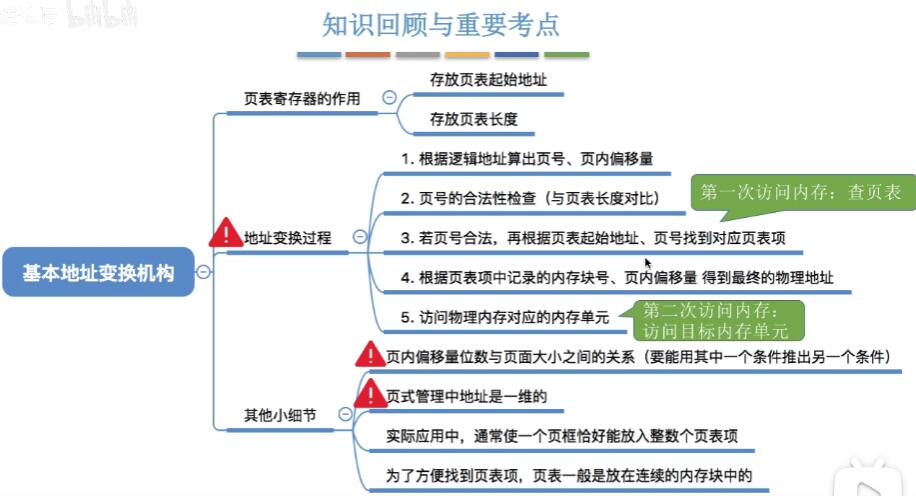 bilibili
知识回顾与重要考点
存放页表起始地址
页表寄存器的作用
存放页表长度
1. 根据逻辑地址算出页号、页内偏移量
2. 页号的合法性检查（与页表长度对比）
第一次访问内存：查页表
地址变换过程
3. 若页号合法，再根据页表起始地址、页号找到对应页表项
基本地址变换机构
4. 根据页表项中记录的内存块号、页内偏移量 得到最终的物理地址
5. 访问物理内存对应的内存单元
第二次访问内存：
访问目标内存单元
页内偏移量位数与页面大小之间的关系（要能用其中一个条件推出另一个条件）
页式管理中地址是一维的
其他小细节
实际应用中，通常使一个页框恰好能放入整数个页表项
为了方便找到页表项，页表一般是放在连续的内存块中的